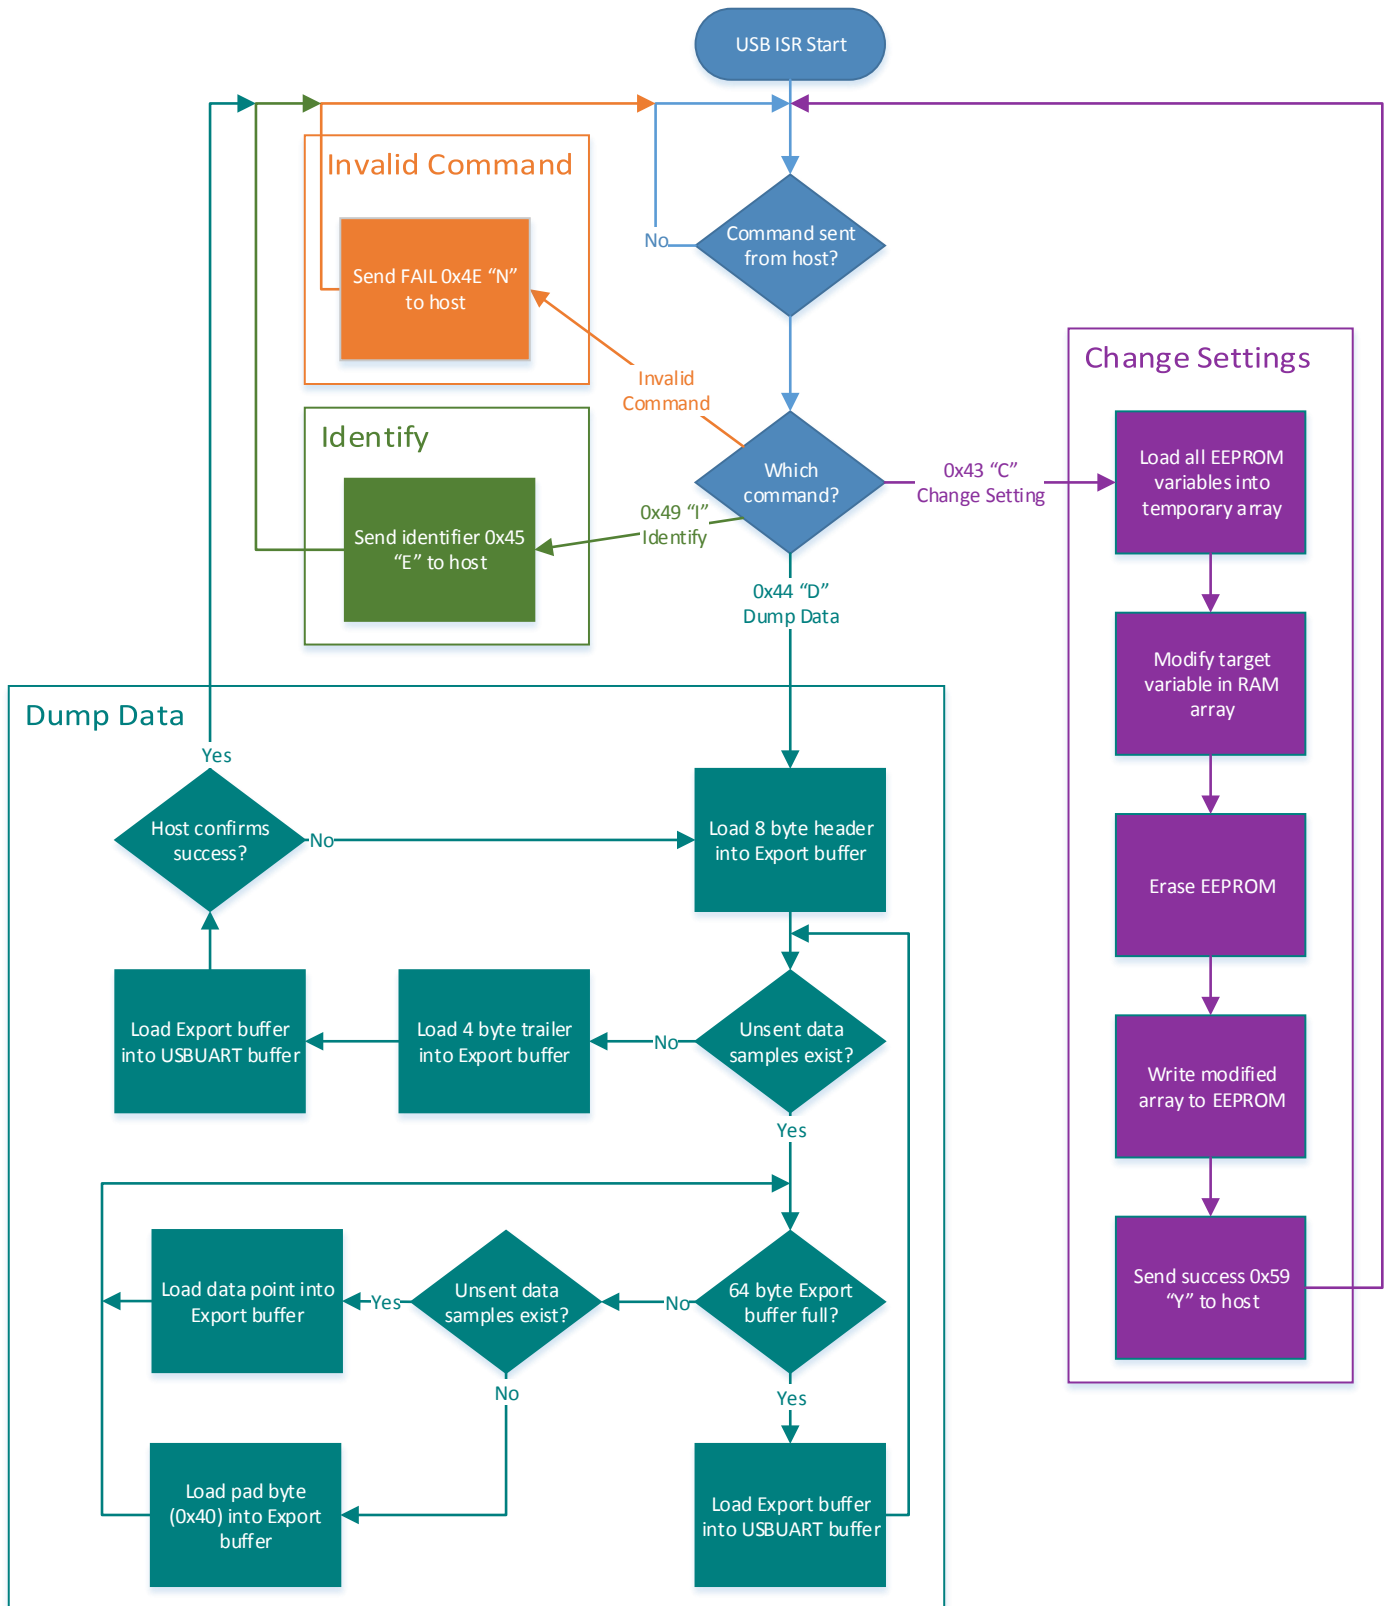 USB ISR Start
Invalid Command
Command sent
from host?
No
Send FAIL 0x4E “N”
to host
Invalid
Command
Change Settings
Identify
Which
command?
0x43 “C”
Change Setting
Load all EEPROM
variables into
temporary array
0x49 “I”
Identify
Send identifier 0x45
“E” to host
0x44 “D”
Dump Data
Modify target
variable in RAM
array
Dump Data
Yes
Host confirms
success?
No
Load 8 byte header
into Export buffer
Erase EEPROM
Load Export buffer
into USBUART buffer
Load 4 byte trailer
into Export buffer
No
Unsent data
samples exist?
Write modified
array to EEPROM
Yes
Load data point into
Export buffer
Yes
Unsent data
samples exist?
No
64 byte Export
buffer full?
Send success 0x59
“Y” to host
No
Yes
Load pad byte
(0x40) into Export
buffer
Load Export buffer
into USBUART buffer